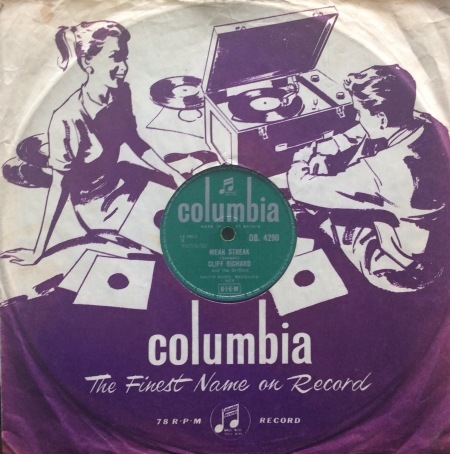 columbia
DB. 4290
MEAN STREAK
CLIFF RICHARD
and the Drifters
columbia
The Finest Name on Record
78 R·P·M RECORD